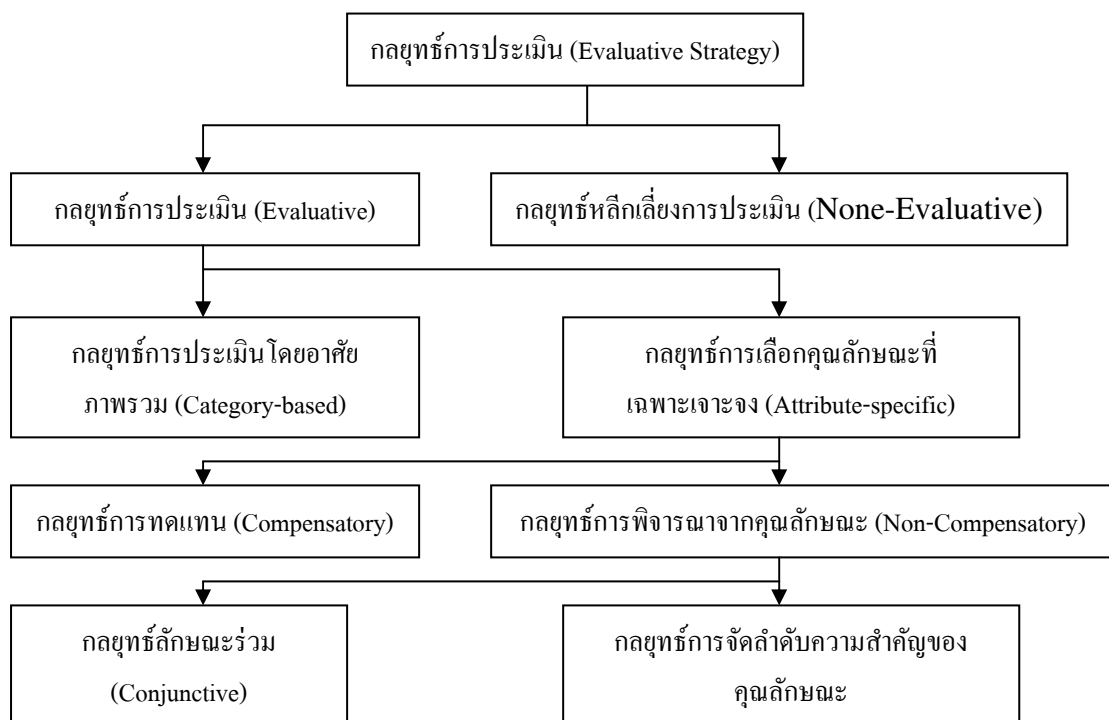 กลยุทธ์การประเมิน (Evaluative Strategy)
กลยุทธ์การประเมิน (Evaluative)
กลยุทธ์หลีกเลี่ยงการประเมิน (None-Evaluative)
กลยุทธ์การประเมินโดยอาศัย
ภาพรวม (Category-based)
กลยุทธ์การเลือกคุณลักษณะที่
เฉพาะเจาะจง (Attribute-specific)
กลยุทธ์การทดแทน (Compensatory)
กลยุทธ์การพิจารณาจากคุณลักษณะ (Non-Compensatory)
กลยุทธ์ลักษณะร่วม
(Conjunctive)
กลยุทธ์การจัดลำดับความสำคัญของ
คุณลักษณะ